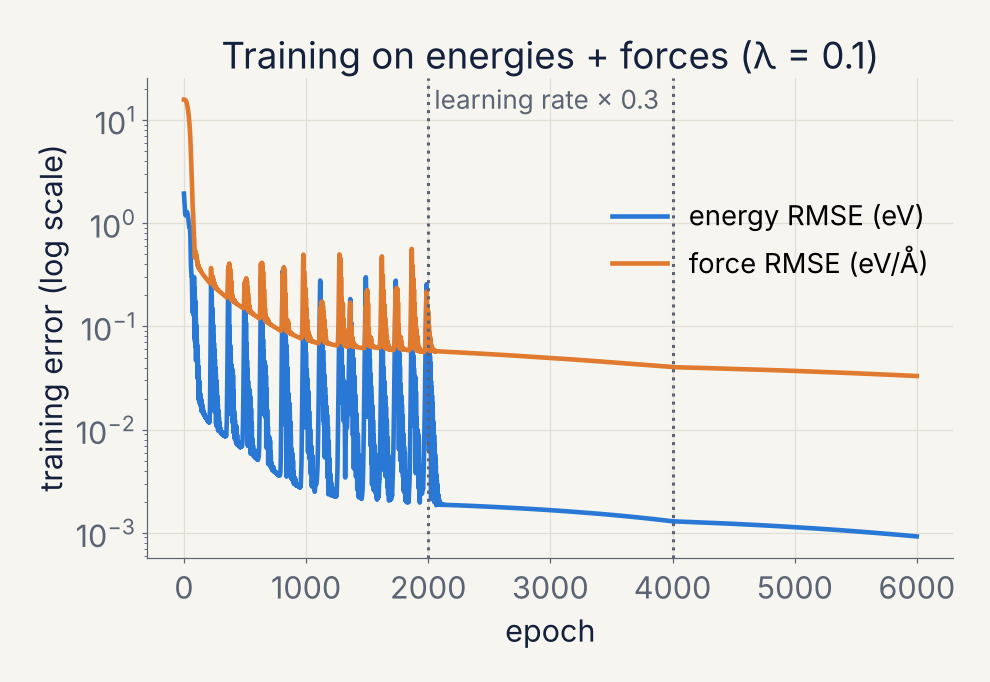 Training on energies + forces (λ = 0.1)
learning rate × 0.3
training error (log scale)
10¹
10⁰
10⁻¹
10⁻²
10⁻³
energy RMSE (eV)
force RMSE (eV/Å)
0 1000 2000 3000 4000 5000 6000
epoch